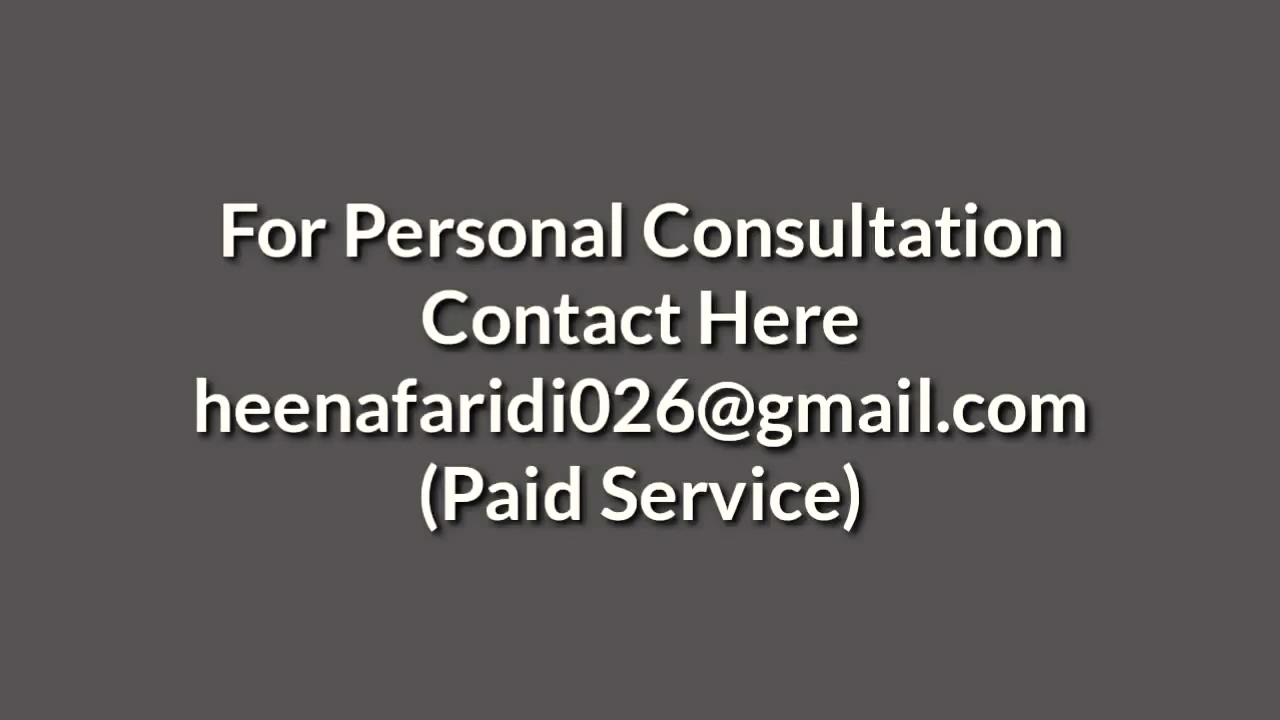 For Personal Consultation
Contact Here
heenafaridi026@gmail.com
(Paid Service)